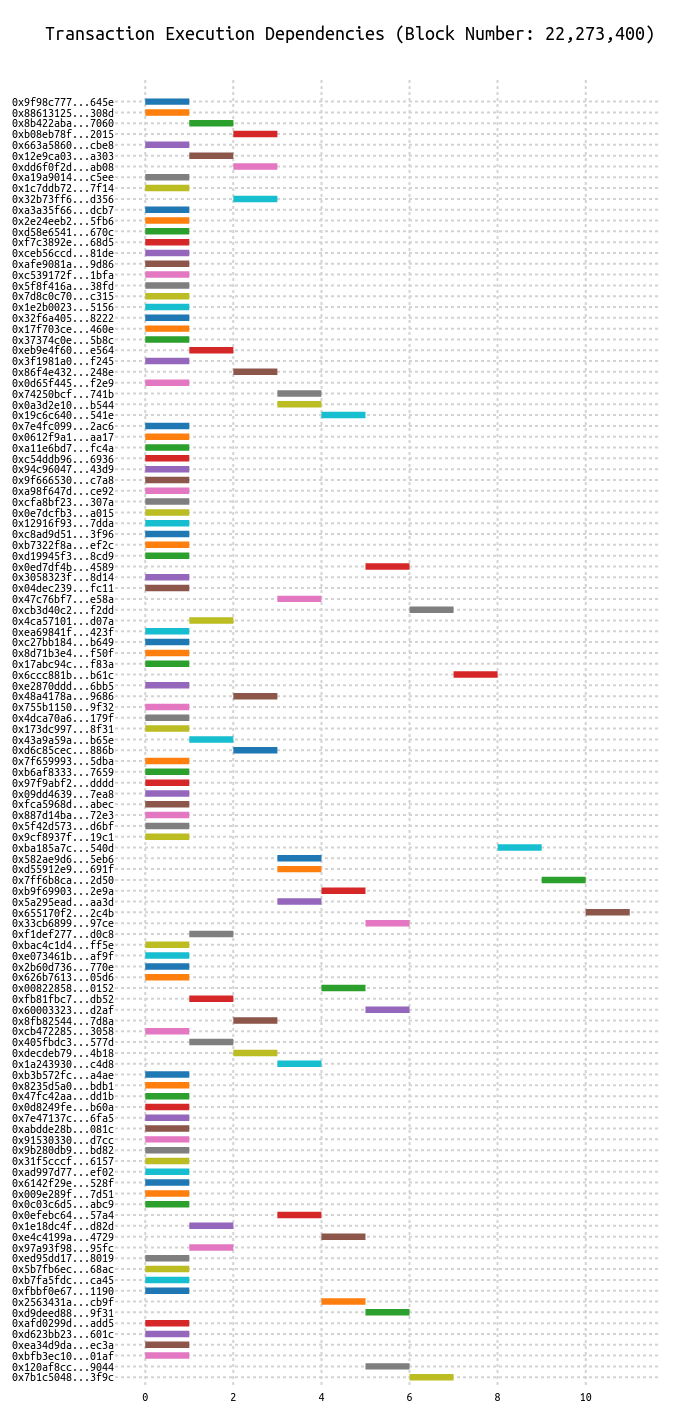 Transaction Execution Dependencies (Block Number: 22,273,400)
0x9f98c777...645e
0x88613125...308d
0x8b422aba...7060
0xb08eb78f...2015
0x663a5860...cbe8
0x12e9ca03...a303
0xdd6f0f2d...ab08
0xa19a9014...c5ee
0x1c7ddb72...7f14
0x32b73ff6...d356
0xa3a35f66...dcb7
0x2e24eeb2...5fb6
0xd58e6541...670c
0xf7c3892e...68d5
0xceb56ccd...81de
0xafe9081a...9d86
0xc539172f...1bfa
0x5f8f416a...38fd
0x7d8c0c70...c315
0x1e2b0023...5156
0x32f6a405...8222
0x17f703ce...460e
0x37374c0e...5b8c
0xeb9e4f60...e564
0x3f1981a0...f245
0x86f4e432...248e
0x0d65f445...f2e9
0x74250bcf...741b
0x0a3d2e10...b544
0x19c6c640...541e
0x7e4fc099...2ac6
0x0612f9a1...aa17
0xa11e6bd7...fc4a
0xc54ddb96...6936
0x94c96047...43d9
0x9f666530...c7a8
0xa98f647d...ce92
0xcfa8bf23...307a
0x0e7dcfb3...a015
0x12916f93...7dda
0xc8ad9d51...3f96
0xb7322f8a...ef2c
0xd19945f3...8cd9
0x0ed7df4b...4589
0x3058323f...8d14
0x04dec239...fc11
0x47c76bf7...e58a
0xcb3d40c2...f2dd
0x4ca57101...d07a
0xea69841f...423f
0xc27bb184...b649
0x8d71b3e4...f50f
0x17abc94c...f83a
0x6ccc881b...b61c
0xe2870ddd...6bb5
0x48a4178a...9686
0x755b1150...9f32
0x4dca70a6...179f
0x173dc997...8f31
0x43a9a59a...b65e
0xd6c85cec...886b
0x7f659993...5dba
0xb6af8333...7659
0x97f9abf2...dddd
0x09dd4639...7ea8
0xfca5968d...abec
0x887d14ba...72e3
0x5f42d573...d6bf
0x9cf8937f...19c1
0xba185a7c...540d
0x582ae9d6...5eb6
0xd55912e9...691f
0x7ff6b8ca...2d50
0xb9f69903...2e9a
0x5a295ead...aa3d
0x655170f2...2c4b
0x33cb6899...97ce
0xf1def277...d0c8
0xbac4c1d4...ff5e
0xe073461b...af9f
0x2b60d736...770e
0x626b7613...05d6
0x00822858...0152
0xfb81fbc7...db52
0x60003323...d2af
0x8fb82544...7d8a
0xcb472285...3058
0x405fbdc3...577d
0xdecdeb79...4b18
0x1a243930...c4d8
0xb3b572fc...a4ae
0x8235d5a0...bdb1
0x47fc42aa...dd1b
0x0d8249fe...b60a
0x7e47137c...6fa5
0xabdde28b...081c
0x91530330...d7cc
0x9b280db9...bd82
0x31f5cccf...6157
0xad997d77...ef02
0x6142f29e...528f
0x009e289f...7d51
0x0c03c6d5...abc9
0x0efebc64...57a4
0x1e18dc4f...d82d
0xe4c4199a...4729
0x97a93f98...95fc
0xed95dd17...8019
0x5b7fb6ec...68ac
0xb7fa5fdc...ca45
0xfbbf0e67...1190
0x2563431a...cb9f
0xd9deed88...9f31
0xafd0299d...add5
0xd623bb23...601c
0xea34d9da...ec3a
0xbfb3ec10...01af
0x120af8cc...9044
0x7b1c5048...3f9c
0 2 4 6 8 10